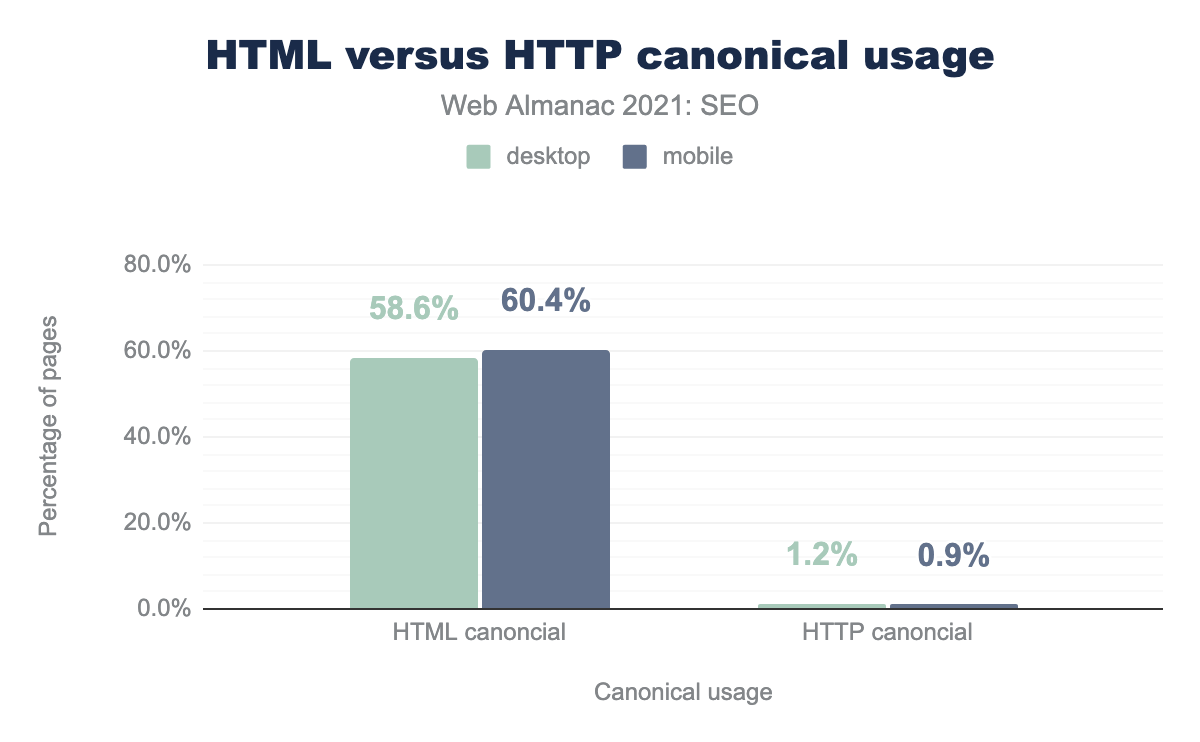 HTML versus HTTP canonical usage
Web Almanac 2021: SEO
desktop mobile
Percentage of pages
80.0%
60.0%
40.0%
20.0%
0.0%
58.6% 60.4%
1.2% 0.9%
HTML canoncial HTTP canoncial
Canonical usage